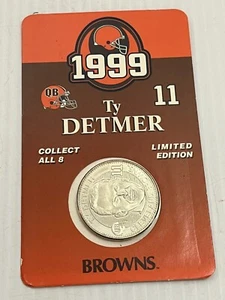 1999
QB
11
Ty
DETMER
COLLECT
ALL 8
LIMITED
EDITION
BROWNS